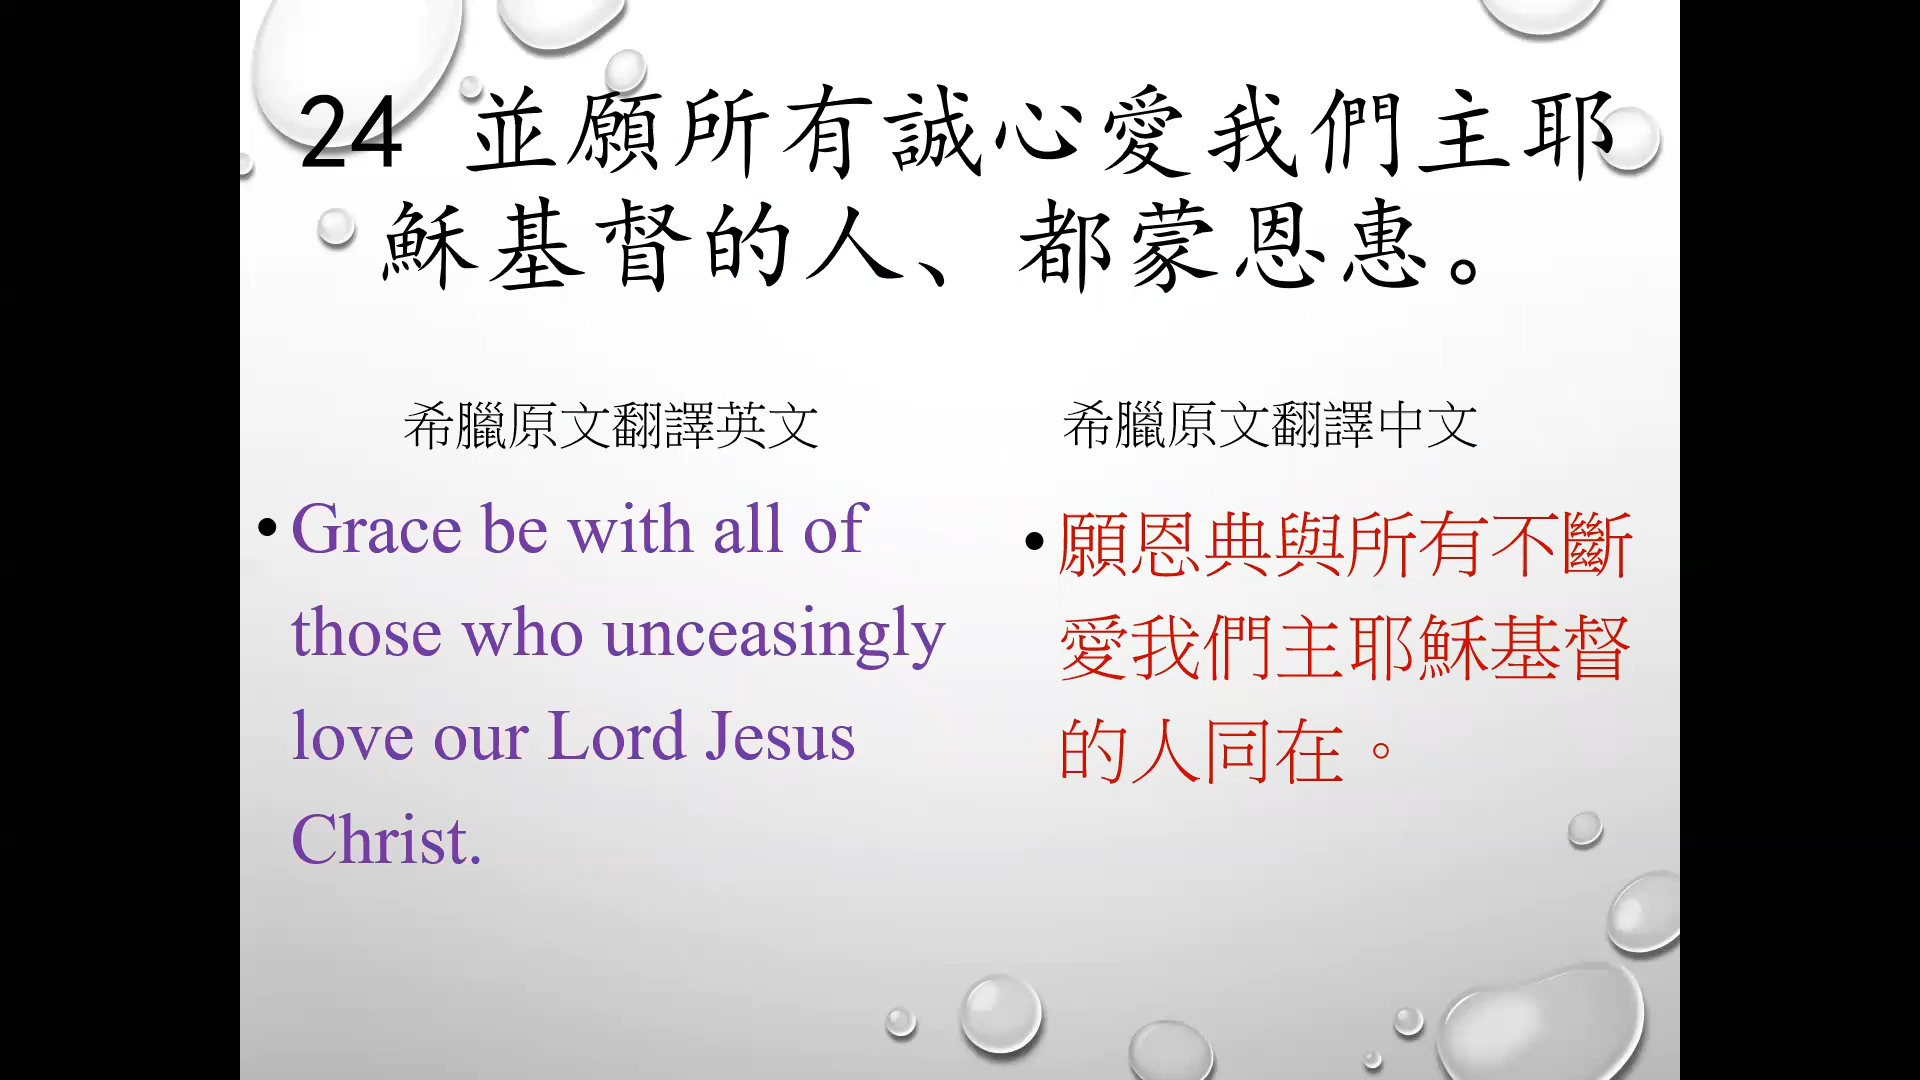 24 並願所有誠心愛我們主耶
穌基督的人、都蒙恩惠。
希臘原文翻譯英文
• Grace be with all of
those who unceasingly
love our Lord Jesus
Christ.
希臘原文翻譯中文
• 願恩典與所有不斷
愛我們主耶穌基督
的人同在。